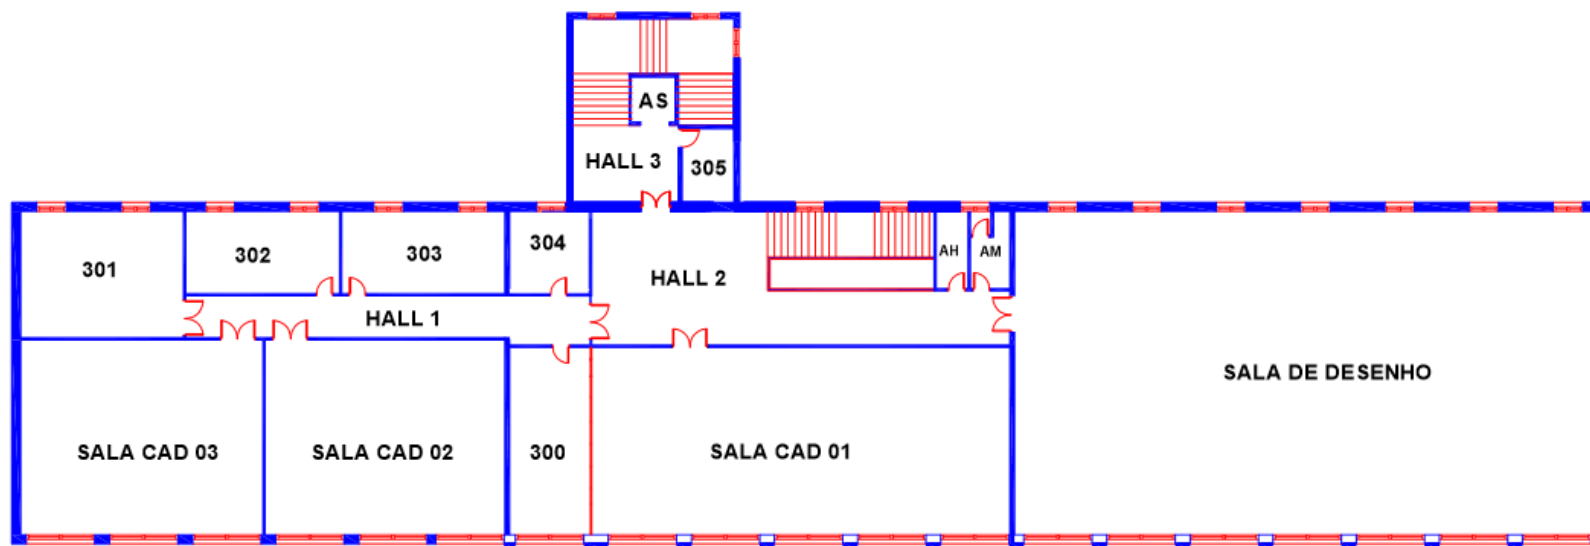 AS
HALL 3
305
301
302
303
304
HALL 2
AH
AM
HALL 1
SALA DE DESENHO
SALA CAD 03
SALA CAD 02
300
SALA CAD 01